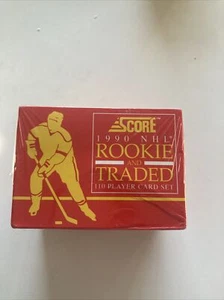 SCORE
1990 NHL®
ROOKIE
AND
TRADED
110 PLAYER CARD SET